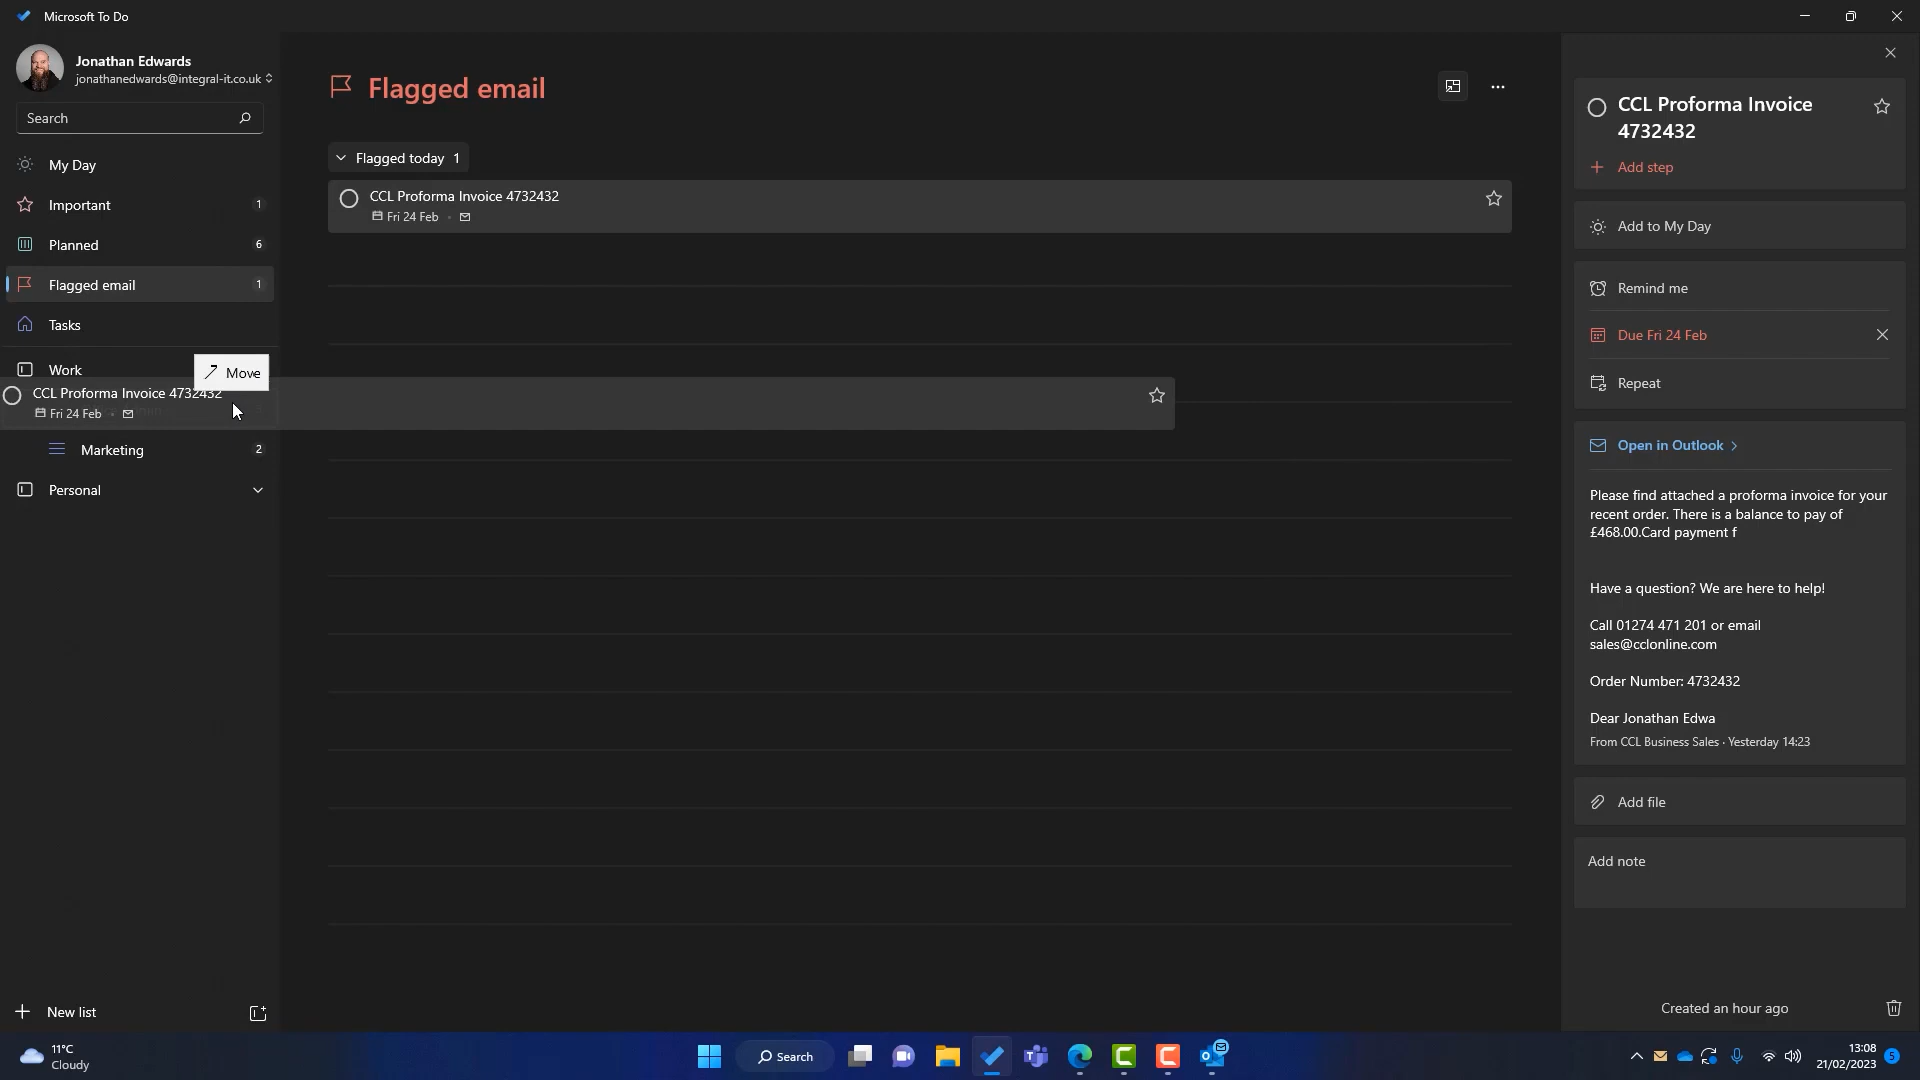 Microsoft To Do
Jonathan Edwards
jonathanedwards@integral-it.co.uk
Search
My Day
Important 1
Planned 6
Flagged email 1
Tasks
Work
Move
CCL Proforma Invoice 4732432
Fri 24 Feb
Marketing 2
Personal
New list
Flagged email
Flagged today 1
CCL Proforma Invoice 4732432
Fri 24 Feb
CCL Proforma Invoice
4732432
Add step
Add to My Day
Remind me
Due Fri 24 Feb
Repeat
Open in Outlook
Please find attached a proforma invoice for your
recent order. There is a balance to pay of
£468.00.Card payment f
Have a question? We are here to help!
Call 01274 471 201 or email
sales@cclonline.com
Order Number: 4732432
Dear Jonathan Edwa
From CCL Business Sales · Yesterday 14:23
Add file
Add note
Created an hour ago
11°C
Cloudy
Search
13:08
21/02/2023
5